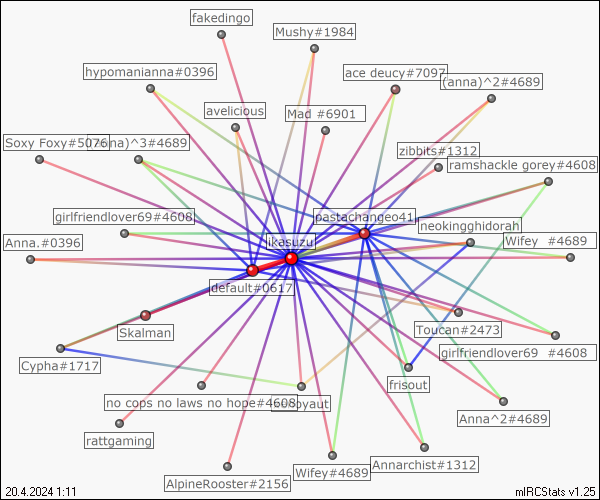 fakedingo
Mushy#1984
hypomanianna#0396
ace deucy#7097
(anna)^2#4689
avelicious
Mad #6901
Soxy Foxy#5076
)^3#4689
zibbits#1312
ramshackle gorey#4608
girlfriendlover69#4608
pastachangeo41
neokingghidorah
ikasuzu
Anna.#0396
Wifey #4689
default#0617
Skalman
Toucan#2473
Cypha#1717
girlfriendlover69 #4608
frisout
no cops no laws no hope#4608
Anna^2#4689
rattgaming
Wifey#4689
Annarchist#1312
AlpineRooster#2156
20.4.2024 1:11
mIRCStats v1.25